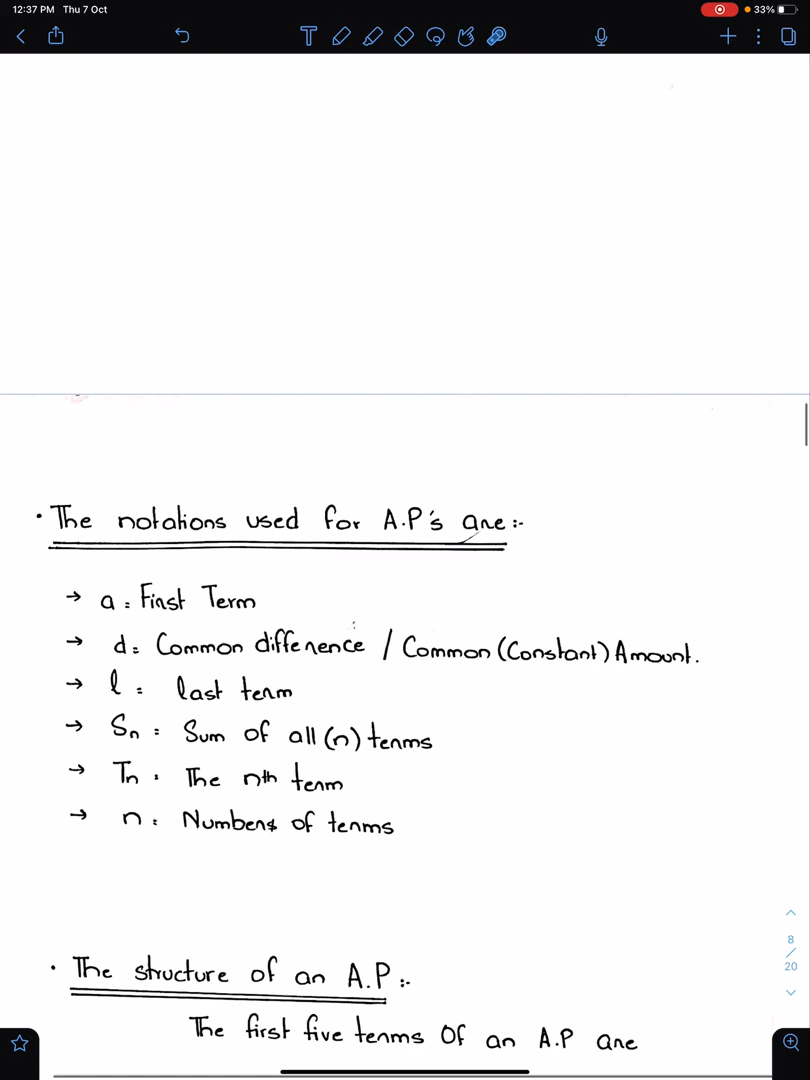 12:37 PM Thu 7 Oct
33%
T
• The notations used for A.P's are :-
→ a = First Term
→ d = Common difference / Common (Constant) Amount.
→ l = last term
→ Sn = Sum of all (n) terms
→ Tn = The nth term
→ n = Numbers of terms
8
/
20
• The structure of an A.P :-
The first five terms Of an A.P are